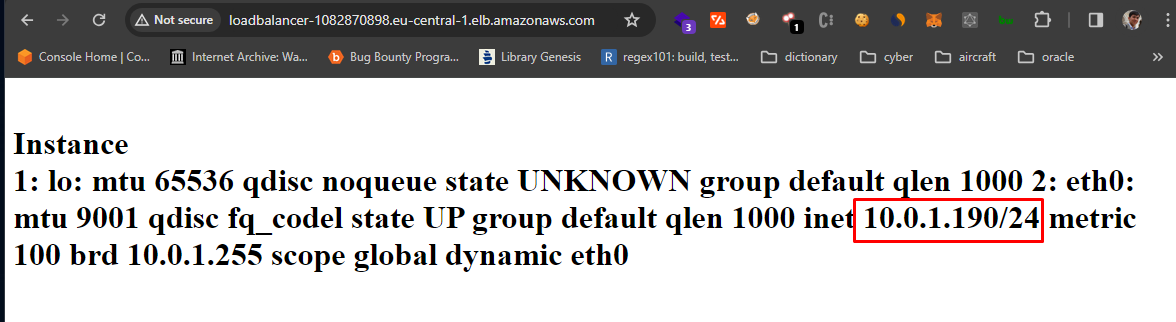 Not secure loadbalancer-1082870898.eu-central-1.elb.amazonaws.com 3 1
Console Home | Co... Internet Archive: Wa... Bug Bounty Progra... Library Genesis R regex101: build, test... dictionary cyber aircraft oracle »
Instance
1: lo: mtu 65536 qdisc noqueue state UNKNOWN group default qlen 1000 2: eth0:
mtu 9001 qdisc fq_codel state UP group default qlen 1000 inet 10.0.1.190/24 metric
100 brd 10.0.1.255 scope global dynamic eth0